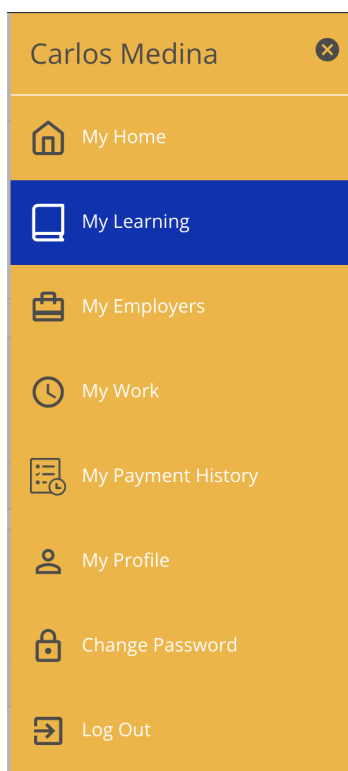 Carlos Medina
My Home
My Learning
My Employers
My Work
My Payment History
My Profile
Change Password
Log Out